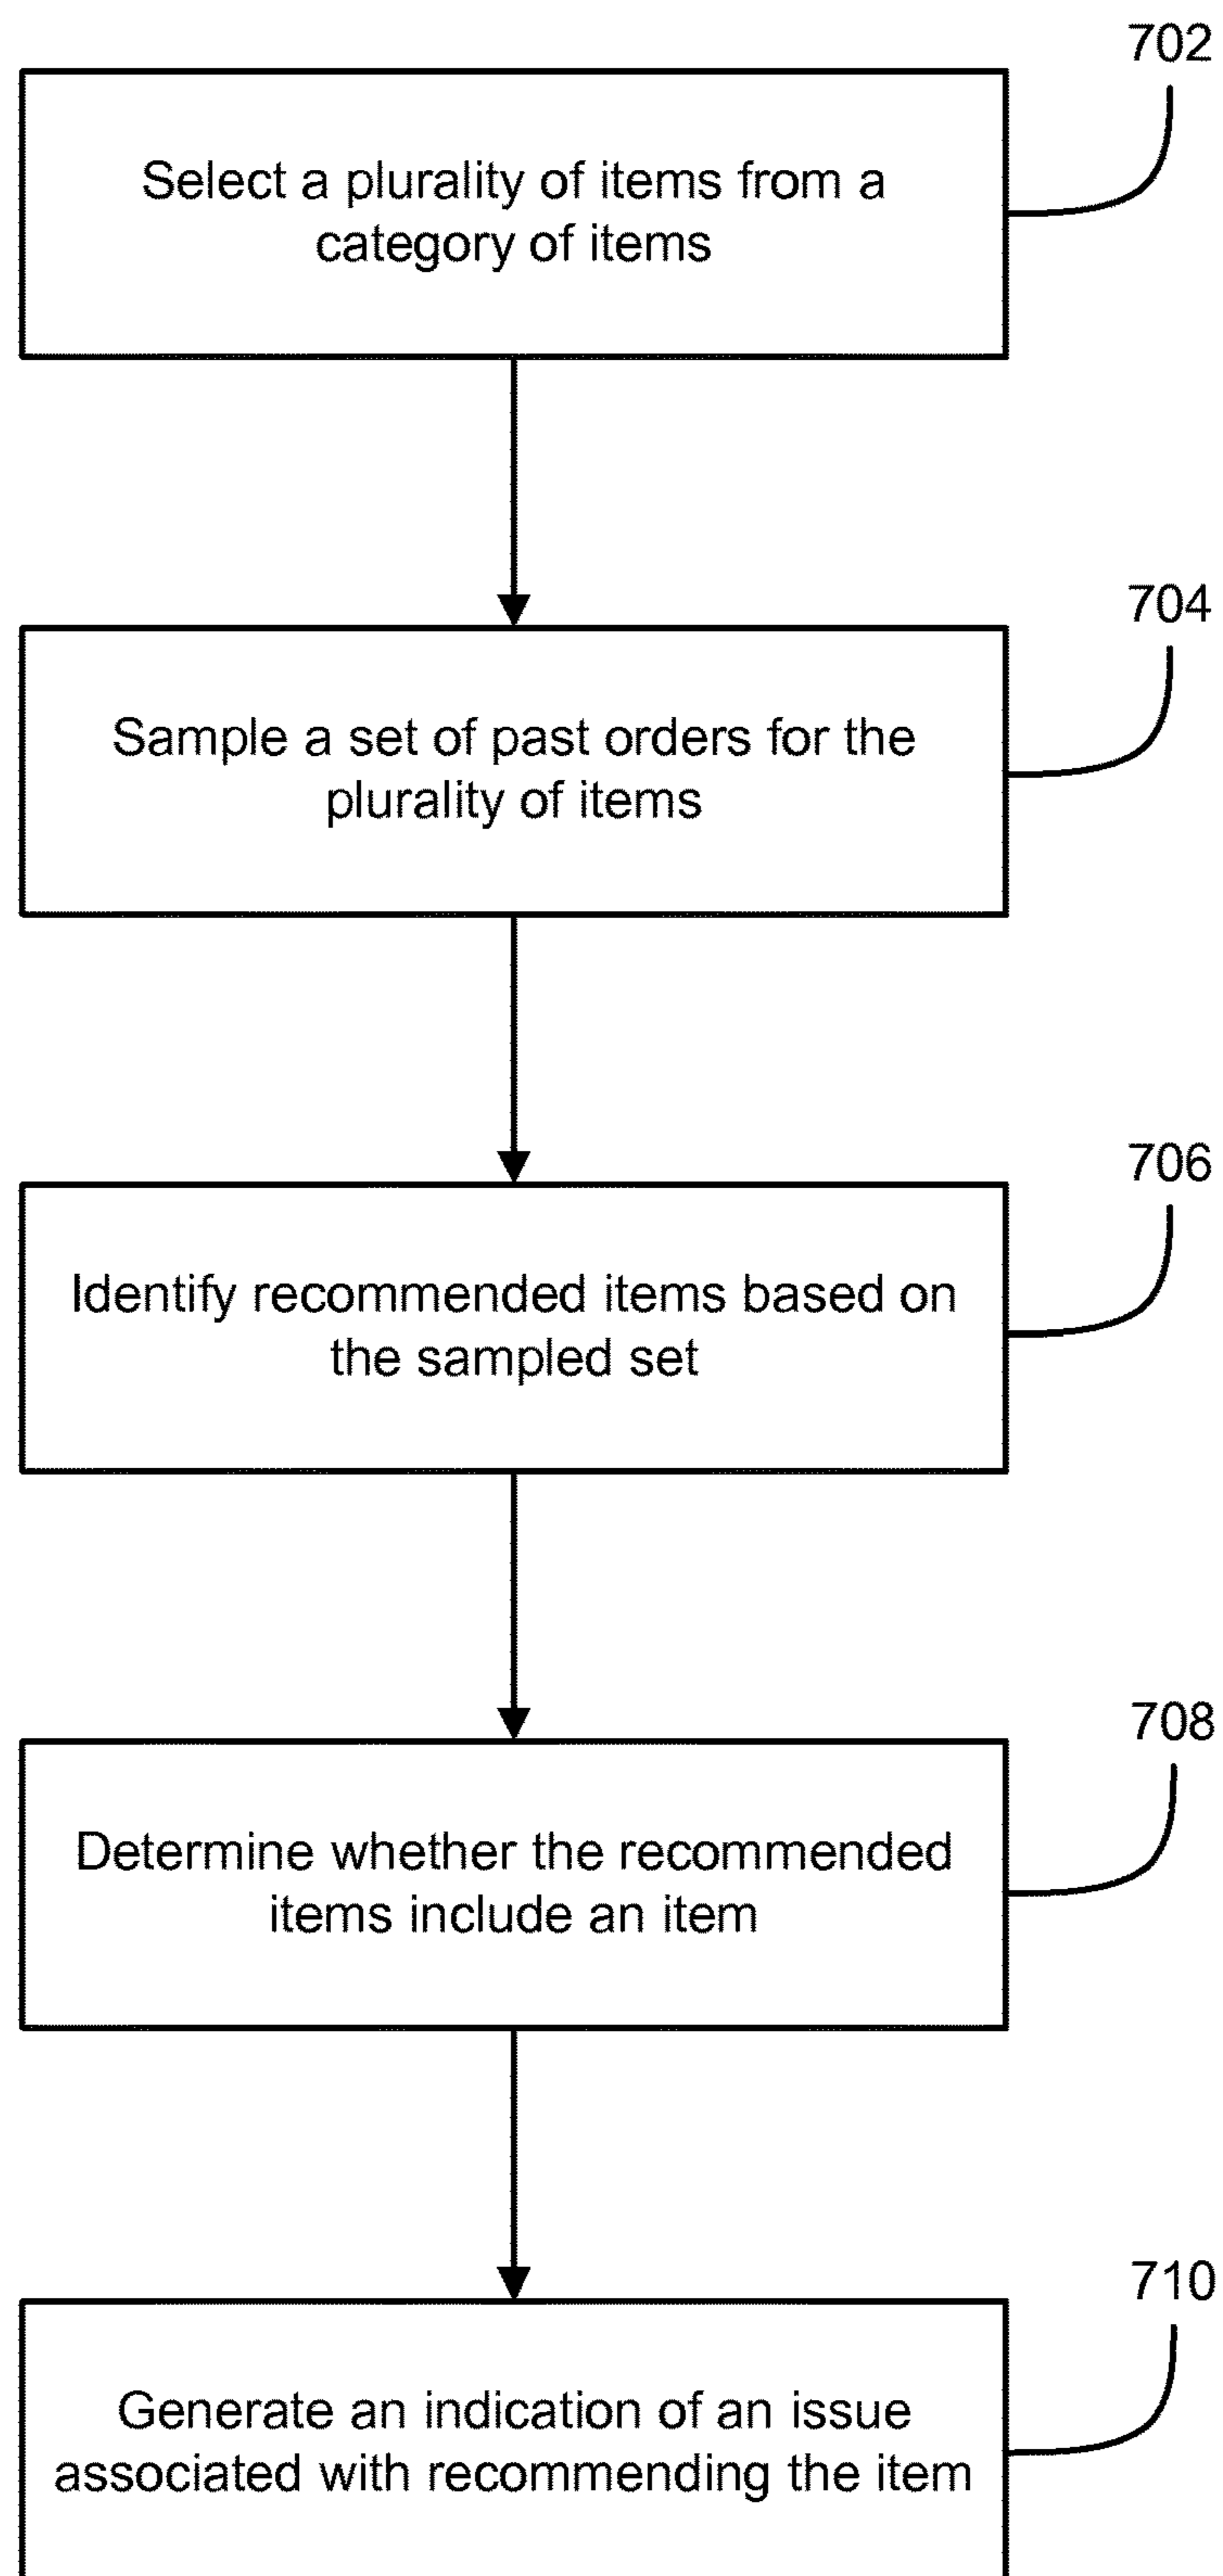 702
Select a plurality of items from a
category of items
704
Sample a set of past orders for the
plurality of items
706
Identify recommended items based on
the sampled set
708
Determine whether the recommended
items include an item
710
Generate an indication of an issue
associated with recommending the item